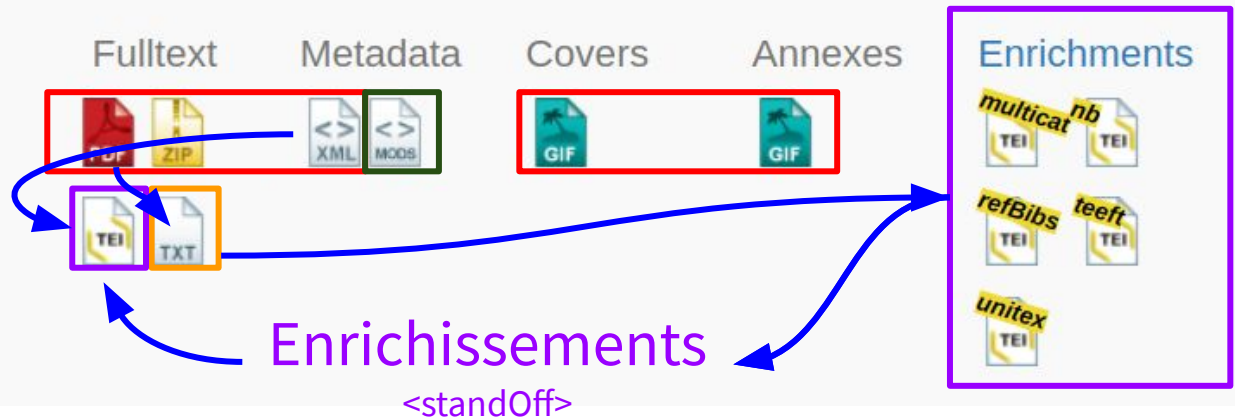 Fulltext Metadata Covers Annexes Enrichments
PDF ZIP XML MODS GIF GIF
multicat nb
TEI TEI
TEI TXT
refBibs teeft
TEI TEI
unitex
TEI
Enrichissements
<standOff>